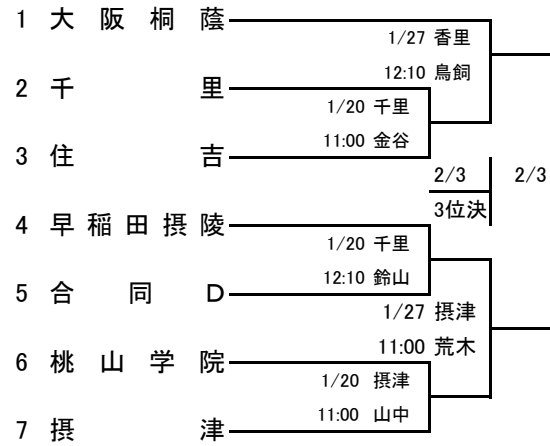 1 大阪桐蔭
1/27 香里
12:10 鳥飼
2 千里
1/20 千里
11:00 金谷
3 住吉
2/3
2/3
3位決
4 早稲田摂陵
1/20 千里
12:10 鈴山
5 合同D
1/27 摂津
11:00 荒木
6 桃山学院
1/20 摂津
11:00 山中
7 摂津